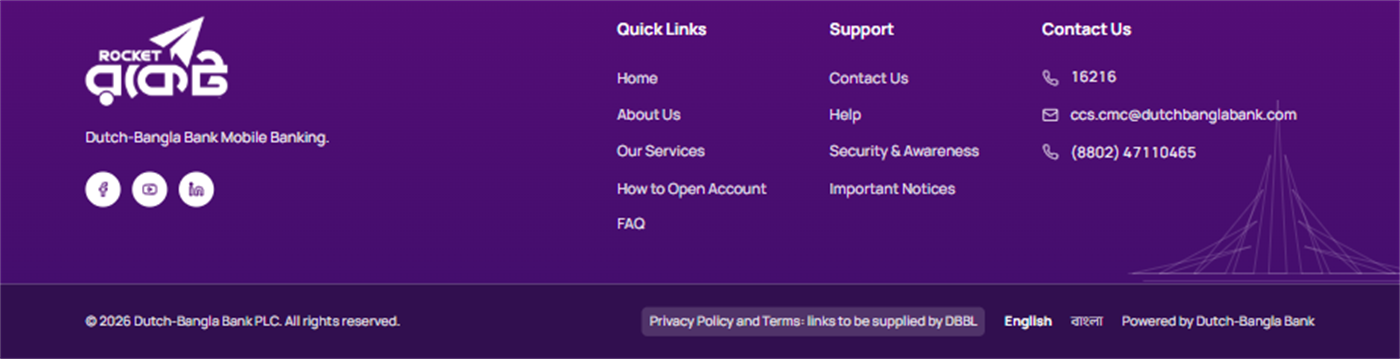 ROCKET
রকেট
Dutch-Bangla Bank Mobile Banking.
Quick Links
Home
About Us
Our Services
How to Open Account
FAQ
Support
Contact Us
Help
Security & Awareness
Important Notices
Contact Us
16216
ccs.cmc@dutchbanglabank.com
(8802) 47110465
© 2026 Dutch-Bangla Bank PLC. All rights reserved.
Privacy Policy and Terms: links to be supplied by DBBL
English
বাংলা
Powered by Dutch-Bangla Bank